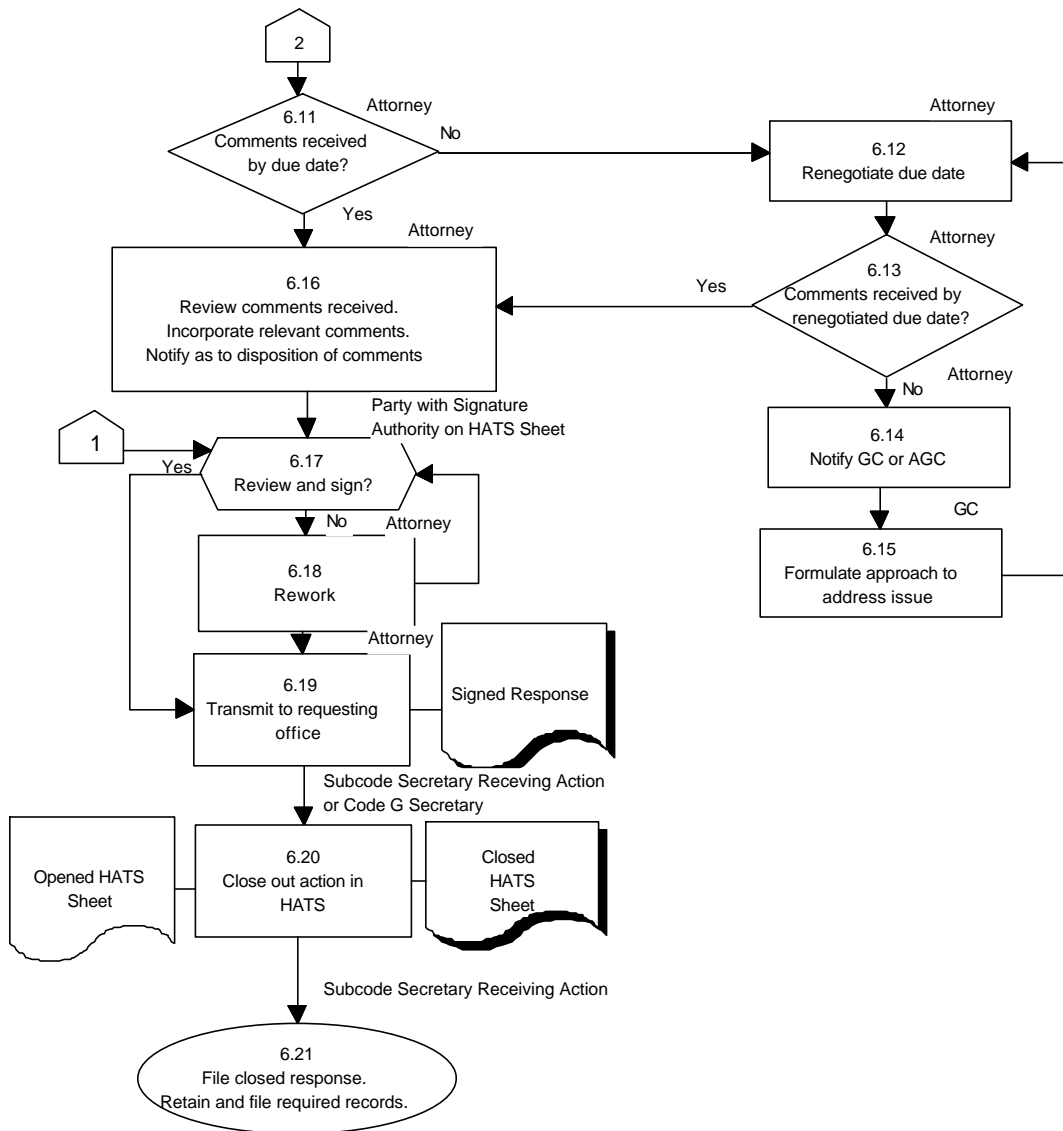 2
Attorney
6.11
Comments received
by due date?
No
Yes
Attorney
6.12
Renegotiate due date
Attorney
6.13
Comments received by
renegotiated due date?
Yes
No
Attorney
6.14
Notify GC or AGC
GC
6.15
Formulate approach to
address issue
Attorney
6.16
Review comments received.
Incorporate relevant comments.
Notify as to disposition of comments
Party with Signature
Authority on HATS Sheet
1
Yes
6.17
Review and sign?
No
Attorney
6.18
Rework
Attorney
6.19
Transmit to requesting
office
Signed Response
Subcode Secretary Receving Action
or Code G Secretary
Opened HATS
Sheet
6.20
Close out action in
HATS
Closed
HATS
Sheet
Subcode Secretary Receiving Action
6.21
File closed response.
Retain and file required records.